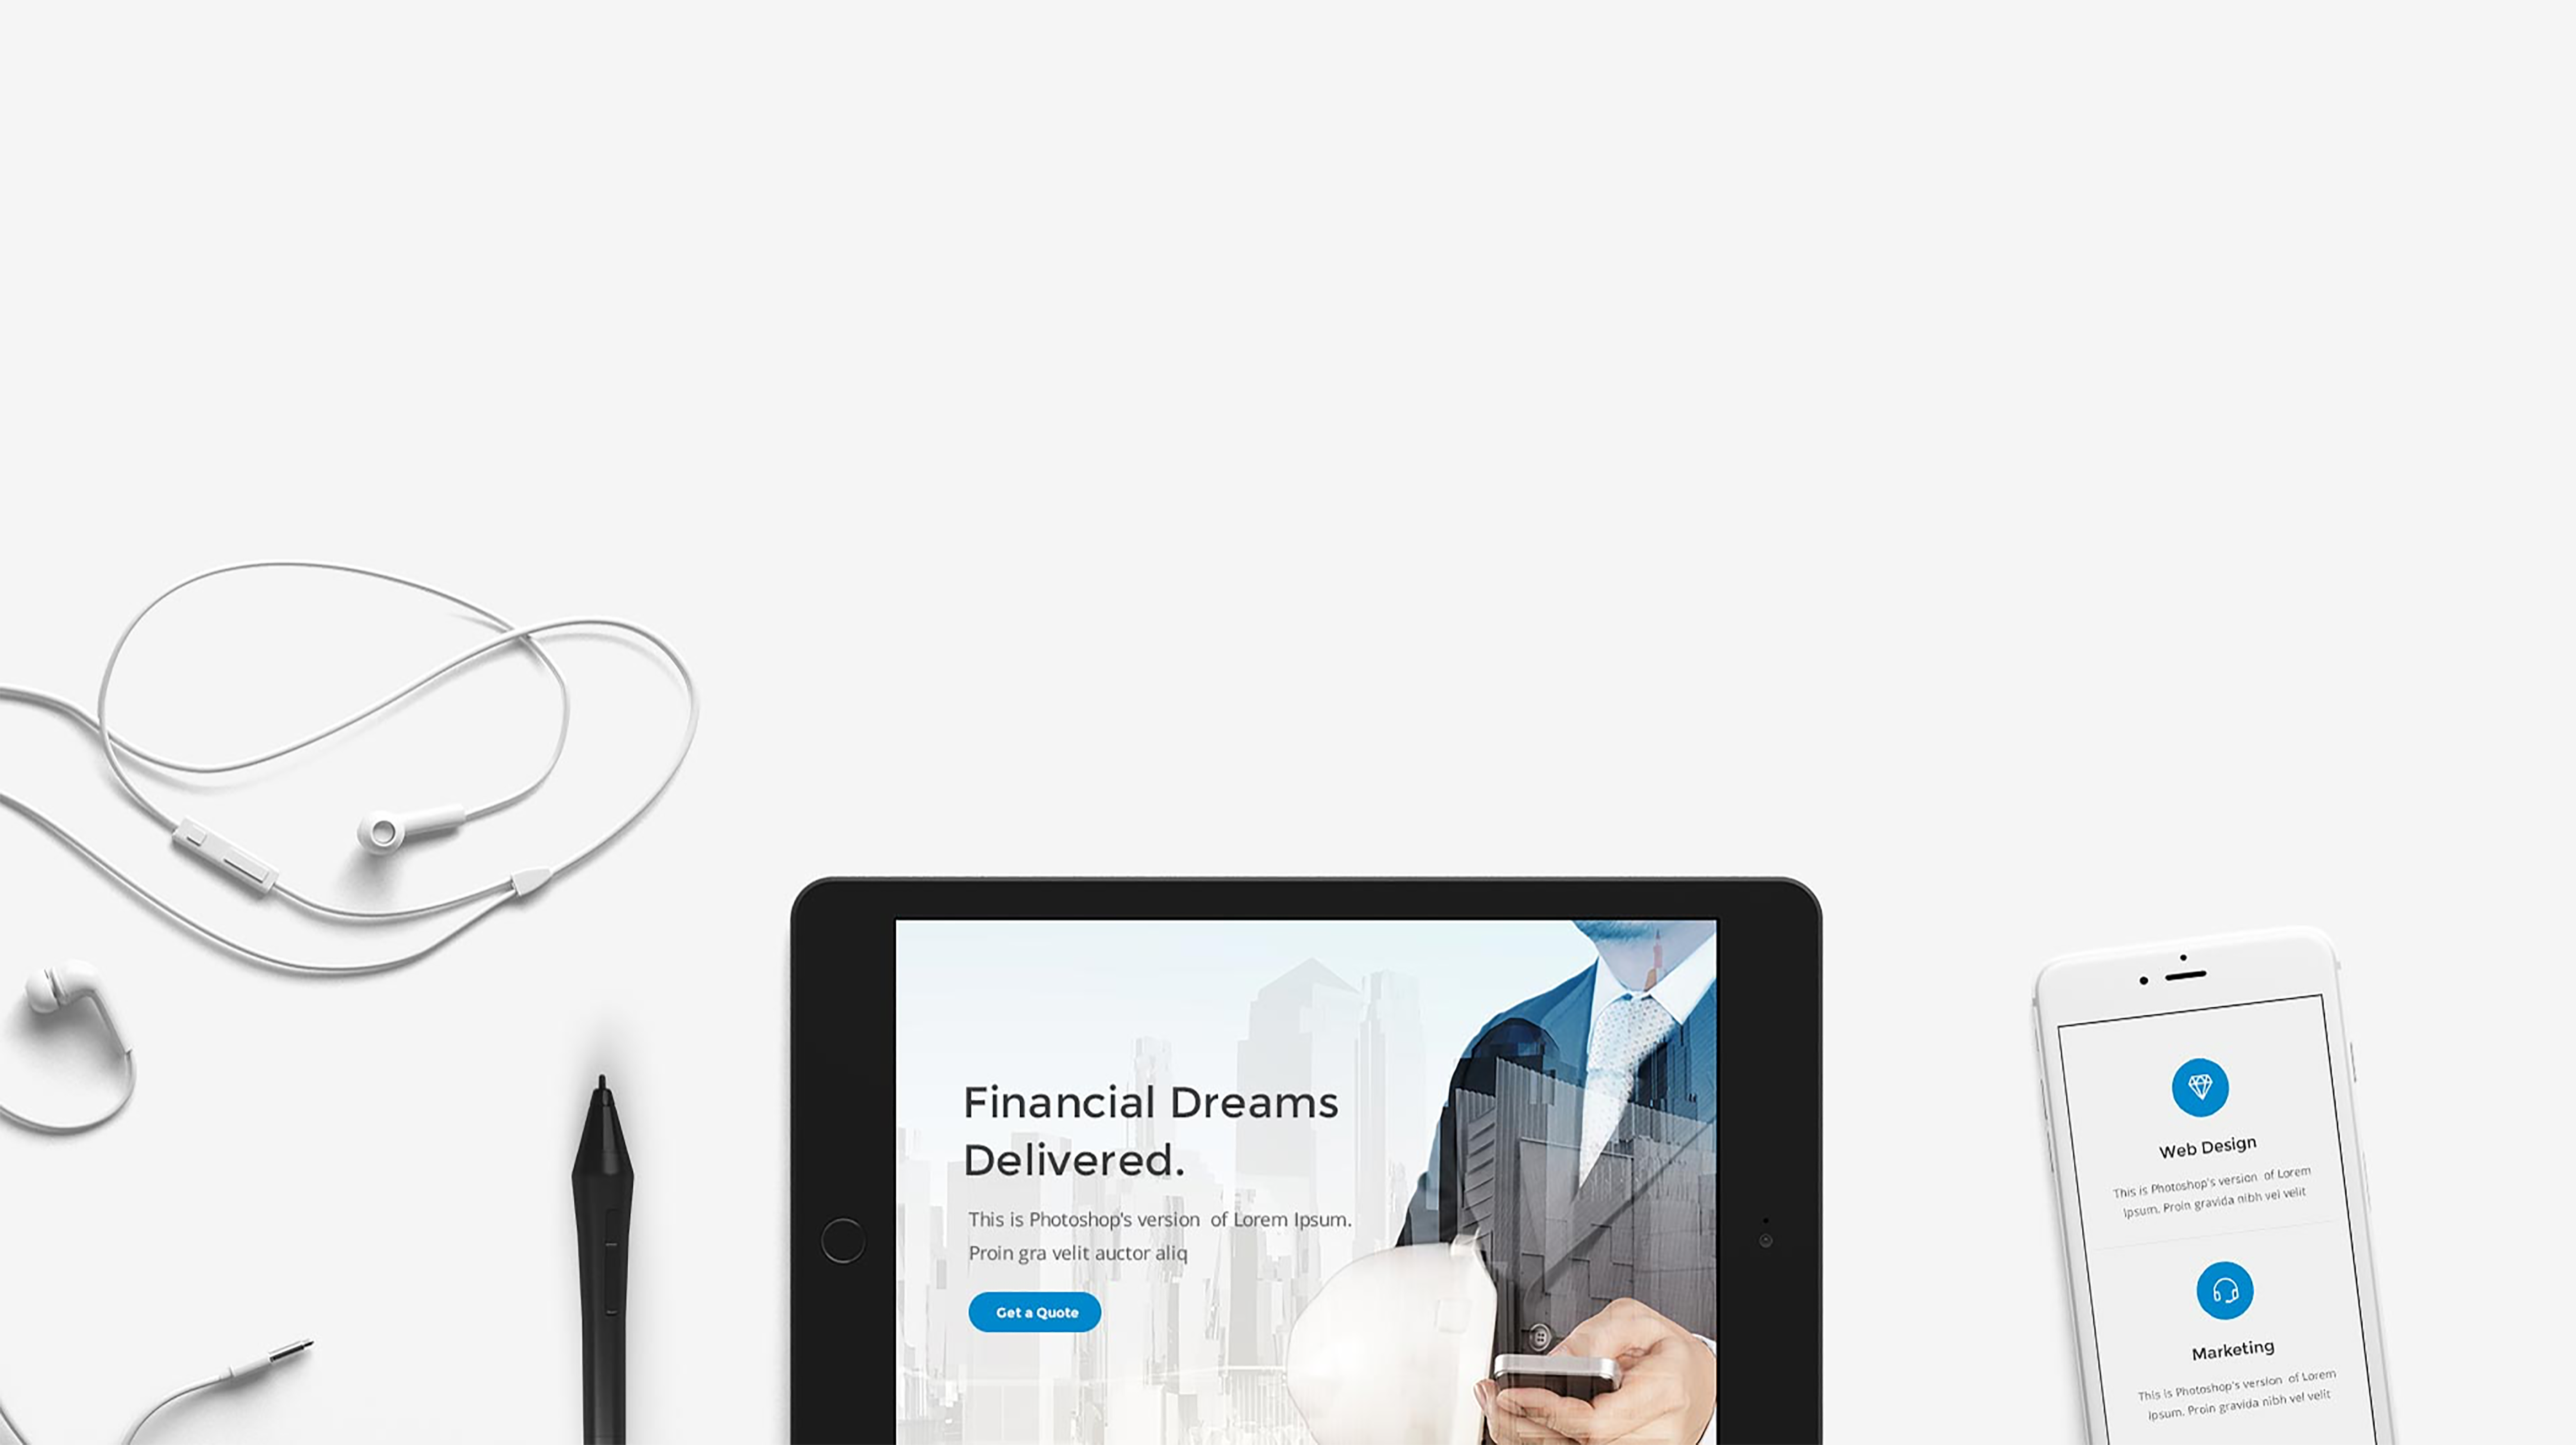 Financial Dreams
Delivered.
This is Photoshop's version of Lorem Ipsum.
Proin gra velit auctor aliq
Get a Quote
Web Design
This is Photoshop's version of Lorem
Ipsum. Proin gravida nibh vel velit
Marketing
This is Photoshop's version of Lorem
Ipsum. Proin gravida nibh vel velit